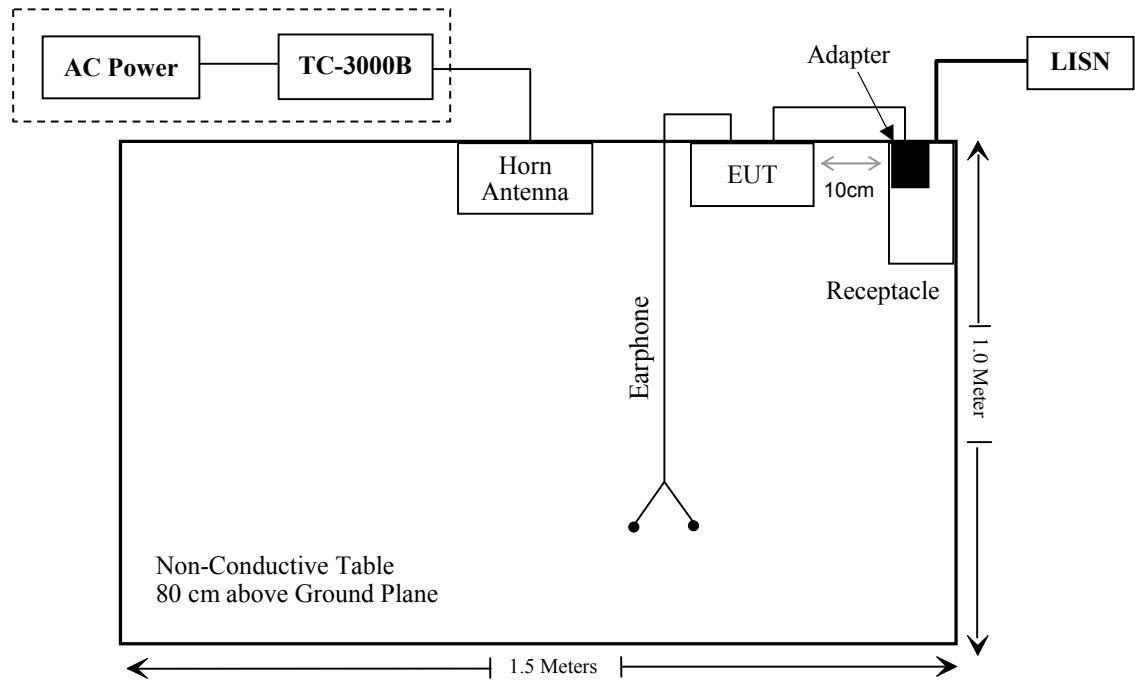 AC Power
TC-3000B
Adapter
LISN
Horn
Antenna
EUT
10cm
Receptacle
Earphone
1.0 Meter
Non-Conductive Table
80 cm above Ground Plane
1.5 Meters